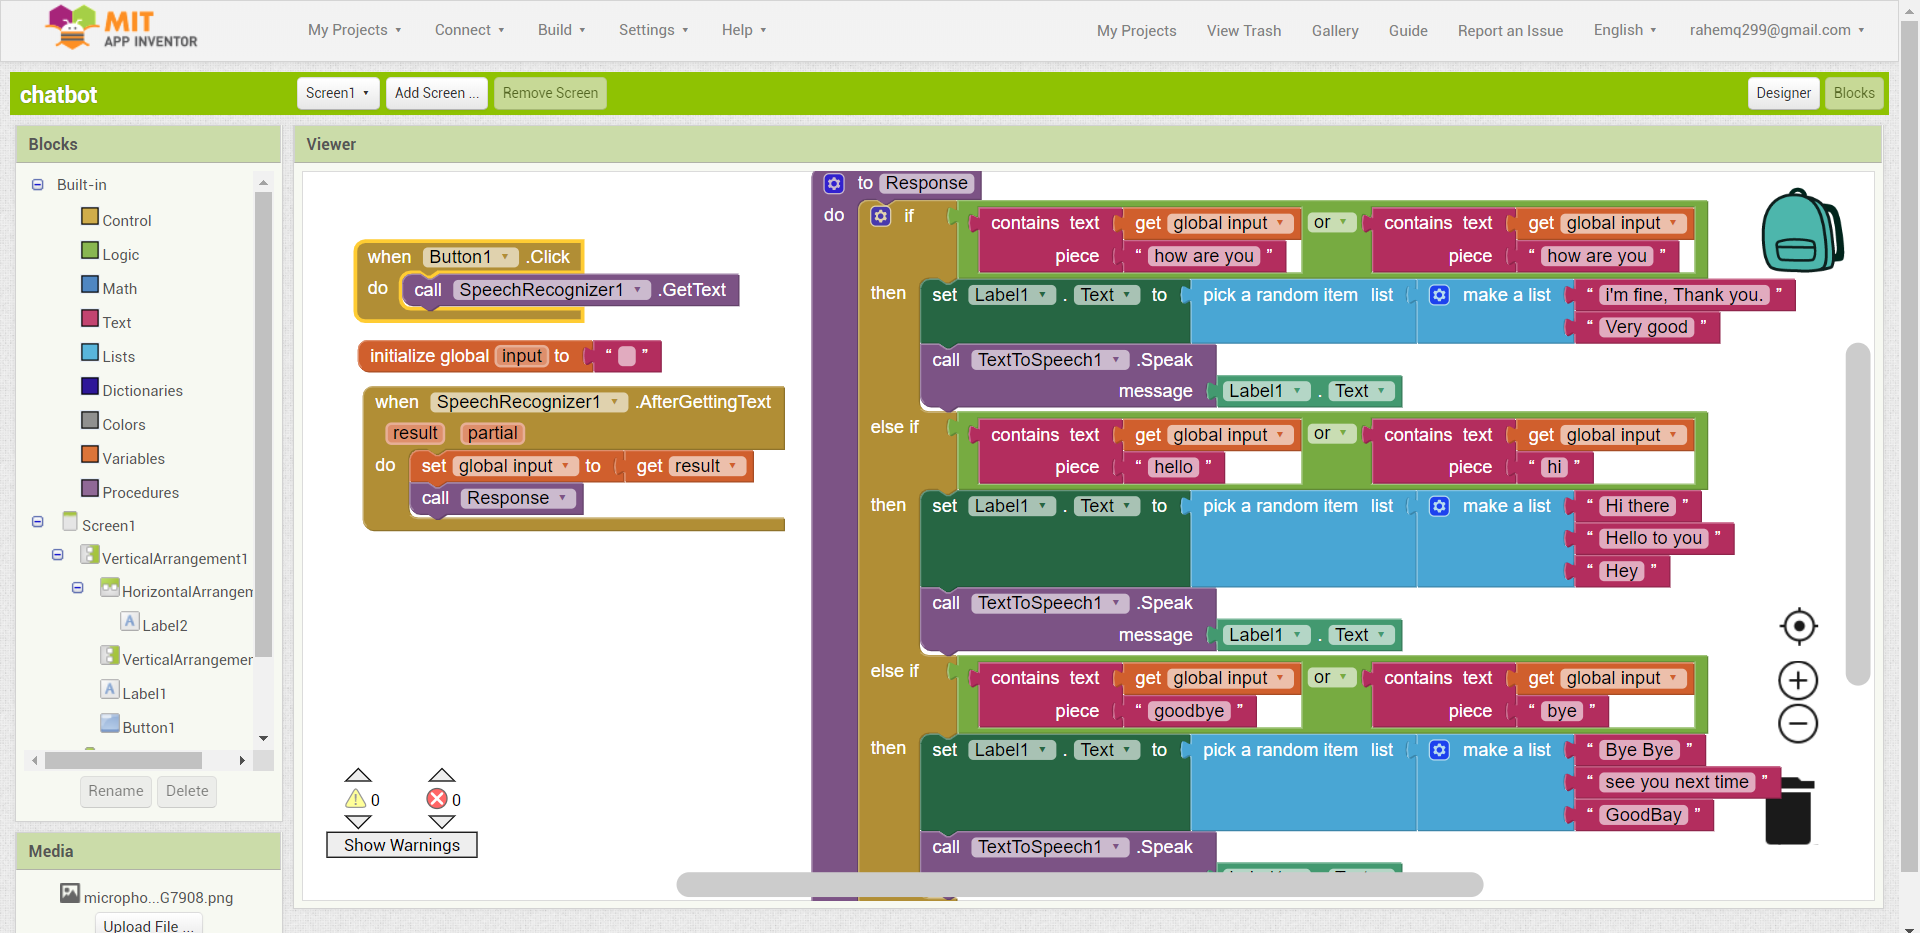 MIT
APP INVENTOR
My Projects Connect Build Settings Help My Projects View Trash Gallery Guide Report an Issue English rahemq299@gmail.com
chatbot Screen1 Add Screen ... Remove Screen Designer Blocks
Blocks
Built-in
Control
Logic
Math
Text
Lists
Dictionaries
Colors
Variables
Procedures
Screen1
VerticalArrangement1
HorizontalArrangem
Label2
VerticalArrangemer
Label1
Button1
Rename Delete
Media
micropho...G7908.png
Upload File ...
Viewer
when Button1 .Click
do call SpeechRecognizer1 .GetText
initialize global input to “ ”
when SpeechRecognizer1 .AfterGettingText
result partial
do set global input to get result
call Response
0 0
Show Warnings
to Response
do if contains text get global input or contains text get global input
piece “ how are you ” piece “ how are you ”
then set Label1 . Text to pick a random item list make a list “ i'm fine, Thank you. ”
“ Very good ”
call TextToSpeech1 .Speak
message Label1 . Text
else if contains text get global input or contains text get global input
piece “ hello ” piece “ hi ”
then set Label1 . Text to pick a random item list make a list “ Hi there ”
“ Hello to you ”
“ Hey ”
call TextToSpeech1 .Speak
message Label1 . Text
else if contains text get global input or contains text get global input
piece “ goodbye ” piece “ bye ”
then set Label1 . Text to pick a random item list make a list “ Bye Bye ”
“ see you next time ”
“ GoodBay ”
call TextToSpeech1 .Speak